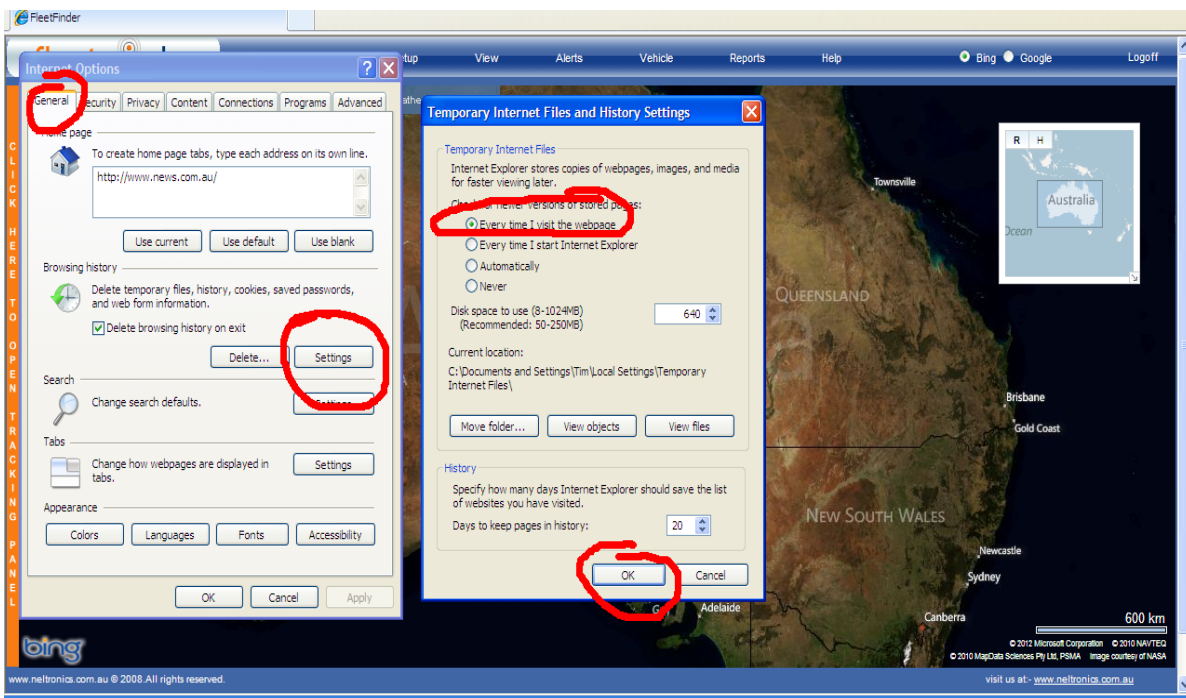 FleetFinder
View
Alerts
Vehicle
Reports
Help
Bing
Google
Logoff
CLICK HERE TO OPEN TRACKING PANEL
Internet Options
General
Security
Privacy
Content
Connections
Programs
Advanced
Home page
To create home page tabs, type each address on its own line.
http://www.news.com.au/
Use current
Use default
Use blank
Browsing history
Delete temporary files, history, cookies, saved passwords,
and web form information.
Delete browsing history on exit
Delete...
Settings
Search
Change search defaults.
Settings
Tabs
Change how webpages are displayed in
tabs.
Settings
Appearance
Colors
Languages
Fonts
Accessibility
OK
Cancel
Apply
Temporary Internet Files and History Settings
Temporary Internet Files
Internet Explorer stores copies of webpages, images, and media
for faster viewing later.
Check for newer versions of stored pages:
Every time I visit the webpage
Every time I start Internet Explorer
Automatically
Never
Disk space to use (8-1024MB)
(Recommended: 50-250MB)
640
Current location:
C:\Documents and Settings\Tim\Local Settings\Temporary
Internet Files\
Move folder...
View objects
View files
History
Specify how many days Internet Explorer should save the list
of websites you have visited.
Days to keep pages in history:
20
OK
Cancel
R H
Australia
Ocean
Townsville
QUEENSLAND
Brisbane
Gold Coast
NEW SOUTH WALES
Newcastle
Sydney
Adelaide
Canberra
600 km
bing
© 2012 Microsoft Corporation © 2010 NAVTEQ
© 2010 MapData Sciences Pty Ltd, PSMA Image courtesy of NASA
www.neltronics.com.au © 2008.All rights reserved.
visit us at:- www.neltronics.com.au